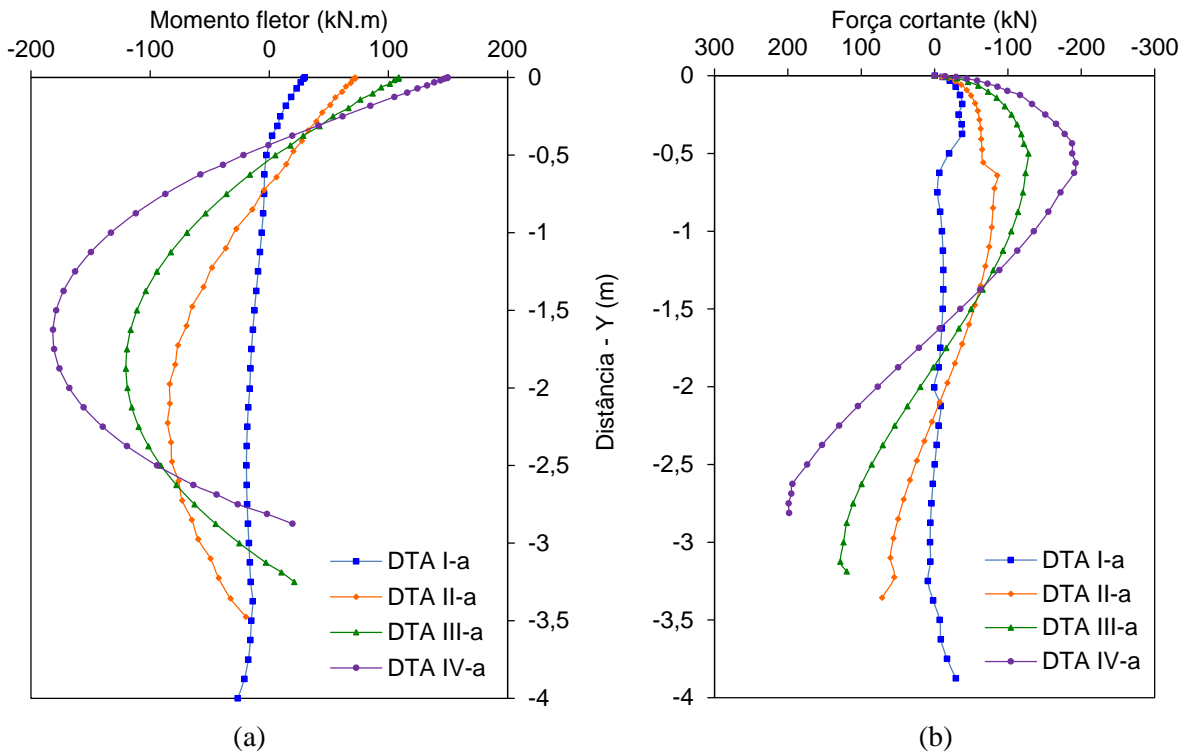 Momento fletor (kN.m)
-200 -100 0 100 200
0
-0,5
-1
-1,5
-2
-2,5
-3
-3,5
-4
Distância - Y (m)
DTA I-a
DTA II-a
DTA III-a
DTA IV-a
(a)
Força cortante (kN)
300 200 100 0 -100 -200 -300
0
-0,5
-1
-1,5
-2
-2,5
-3
-3,5
-4
DTA I-a
DTA II-a
DTA III-a
DTA IV-a
(b)